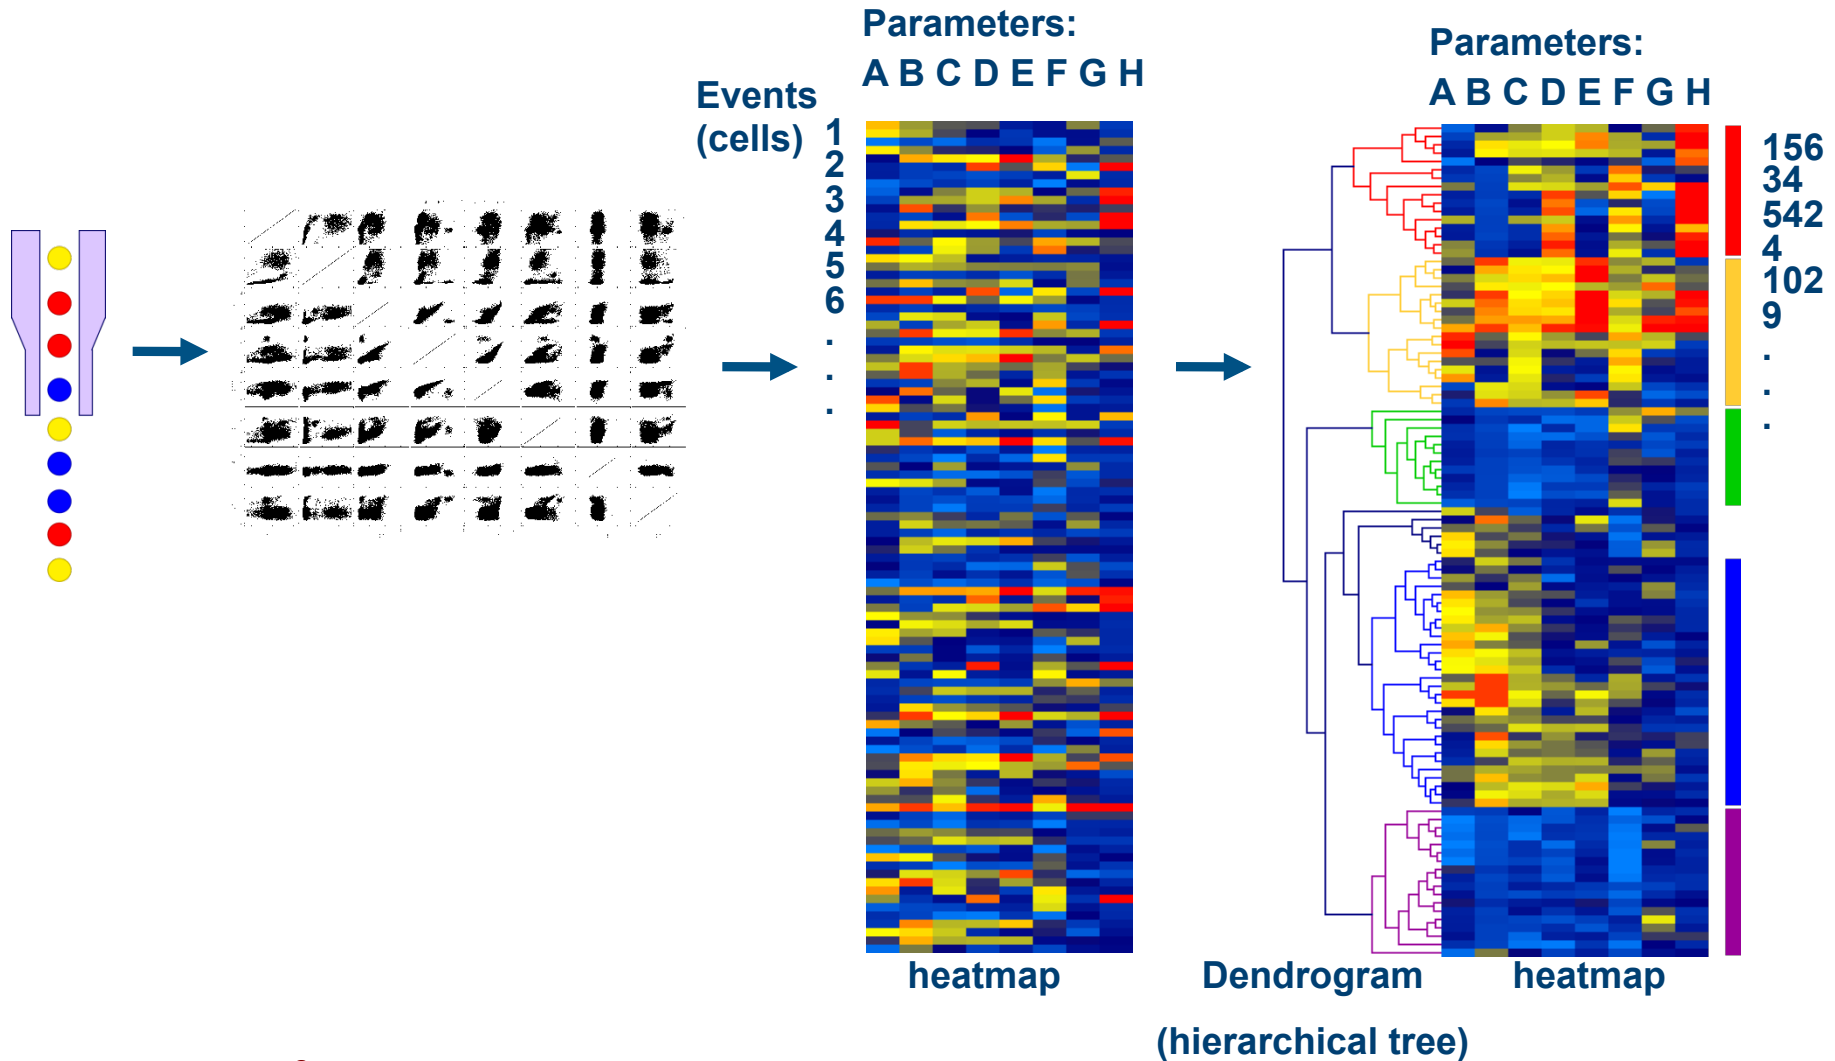 Parameters:
A B C D E F G H
Events
(cells)
1
2
3
4
5
6
.
.
.
heatmap
Parameters:
A B C D E F G H
156
34
542
4
102
9
.
.
.
Dendrogram
heatmap
(hierarchical tree)